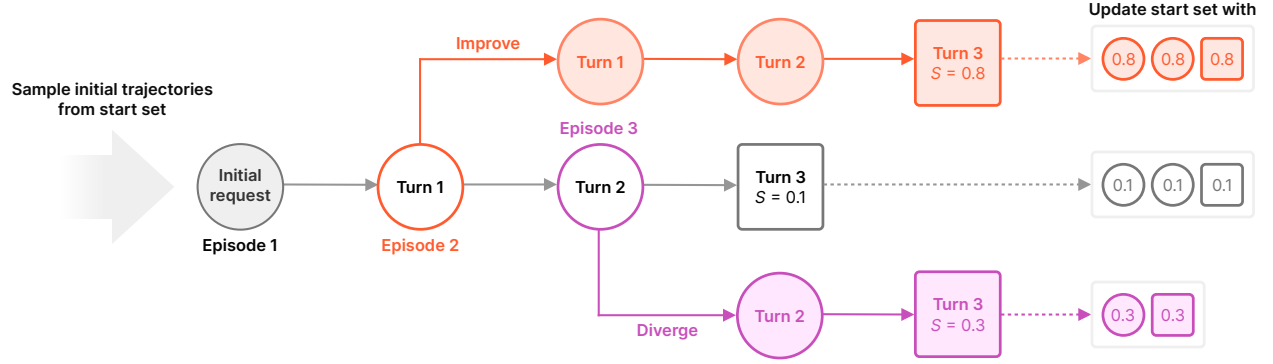 Update start set with
Improve
Turn 1
Turn 2
Turn 3
S = 0.8
0.8
0.8
0.8
Sample initial trajectories
from start set
Episode 3
Initial
request
Turn 1
Turn 2
Turn 3
S = 0.1
0.1
0.1
0.1
Episode 1
Episode 2
Diverge
Turn 2
Turn 3
S = 0.3
0.3
0.3